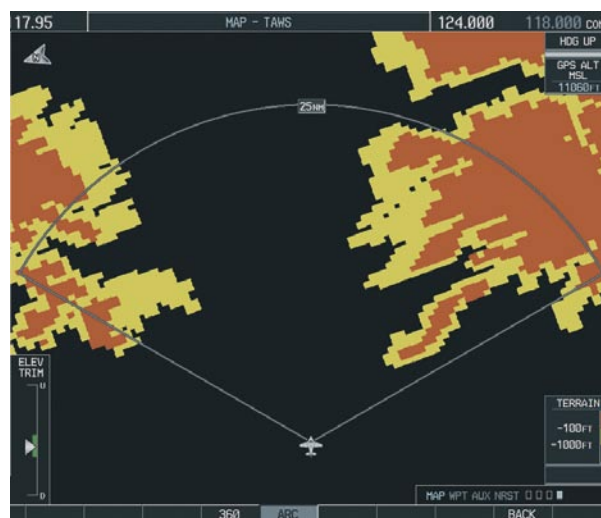 17.95 MAP - TAWS 124.000 118.000 COM
HDG UP
GPS ALT
MSL
11060FT
25NM
ELEV
TRIM
U
D
TERRAIN
-100FT
-1000FT
MAP WPT AUX NRST
360 ARC BACK